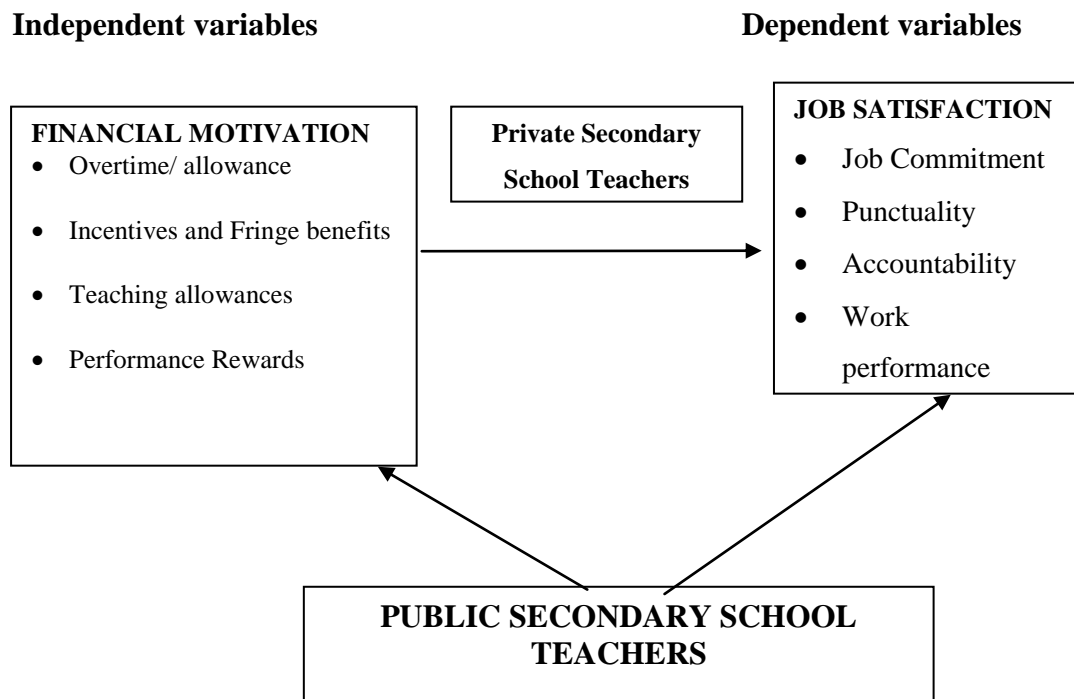 Independent variables
Dependent variables
FINANCIAL MOTIVATION
• Overtime/ allowance
• Incentives and Fringe benefits
• Teaching allowances
• Performance Rewards
Private Secondary
School Teachers
JOB SATISFACTION
• Job Commitment
• Punctuality
• Accountability
• Work
performance
PUBLIC SECONDARY SCHOOL
TEACHERS